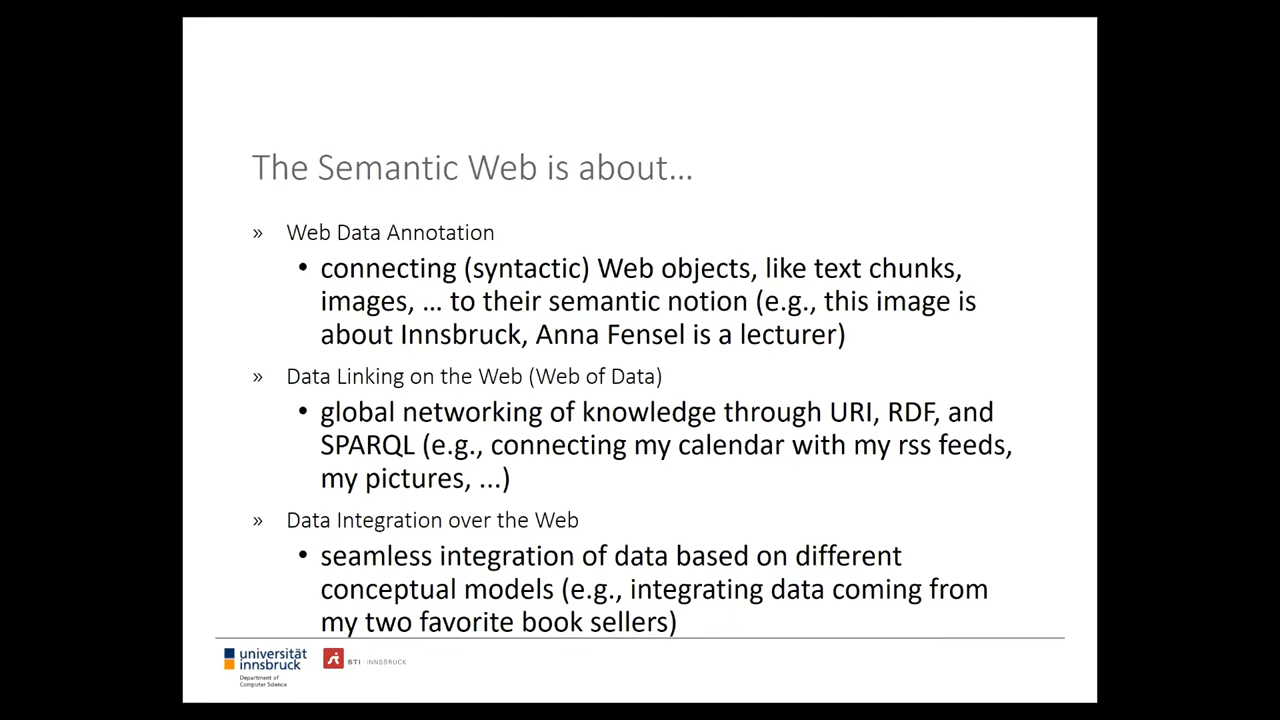 The Semantic Web is about...
» Web Data Annotation
• connecting (syntactic) Web objects, like text chunks,
images, … to their semantic notion (e.g., this image is
about Innsbruck, Anna Fensel is a lecturer)
» Data Linking on the Web (Web of Data)
• global networking of knowledge through URI, RDF, and
SPARQL (e.g., connecting my calendar with my rss feeds,
my pictures, ...)
» Data Integration over the Web
• seamless integration of data based on different
conceptual models (e.g., integrating data coming from
my two favorite book sellers)
universität
innsbruck
Department of
Computer Science
STI · INNSBRUCK